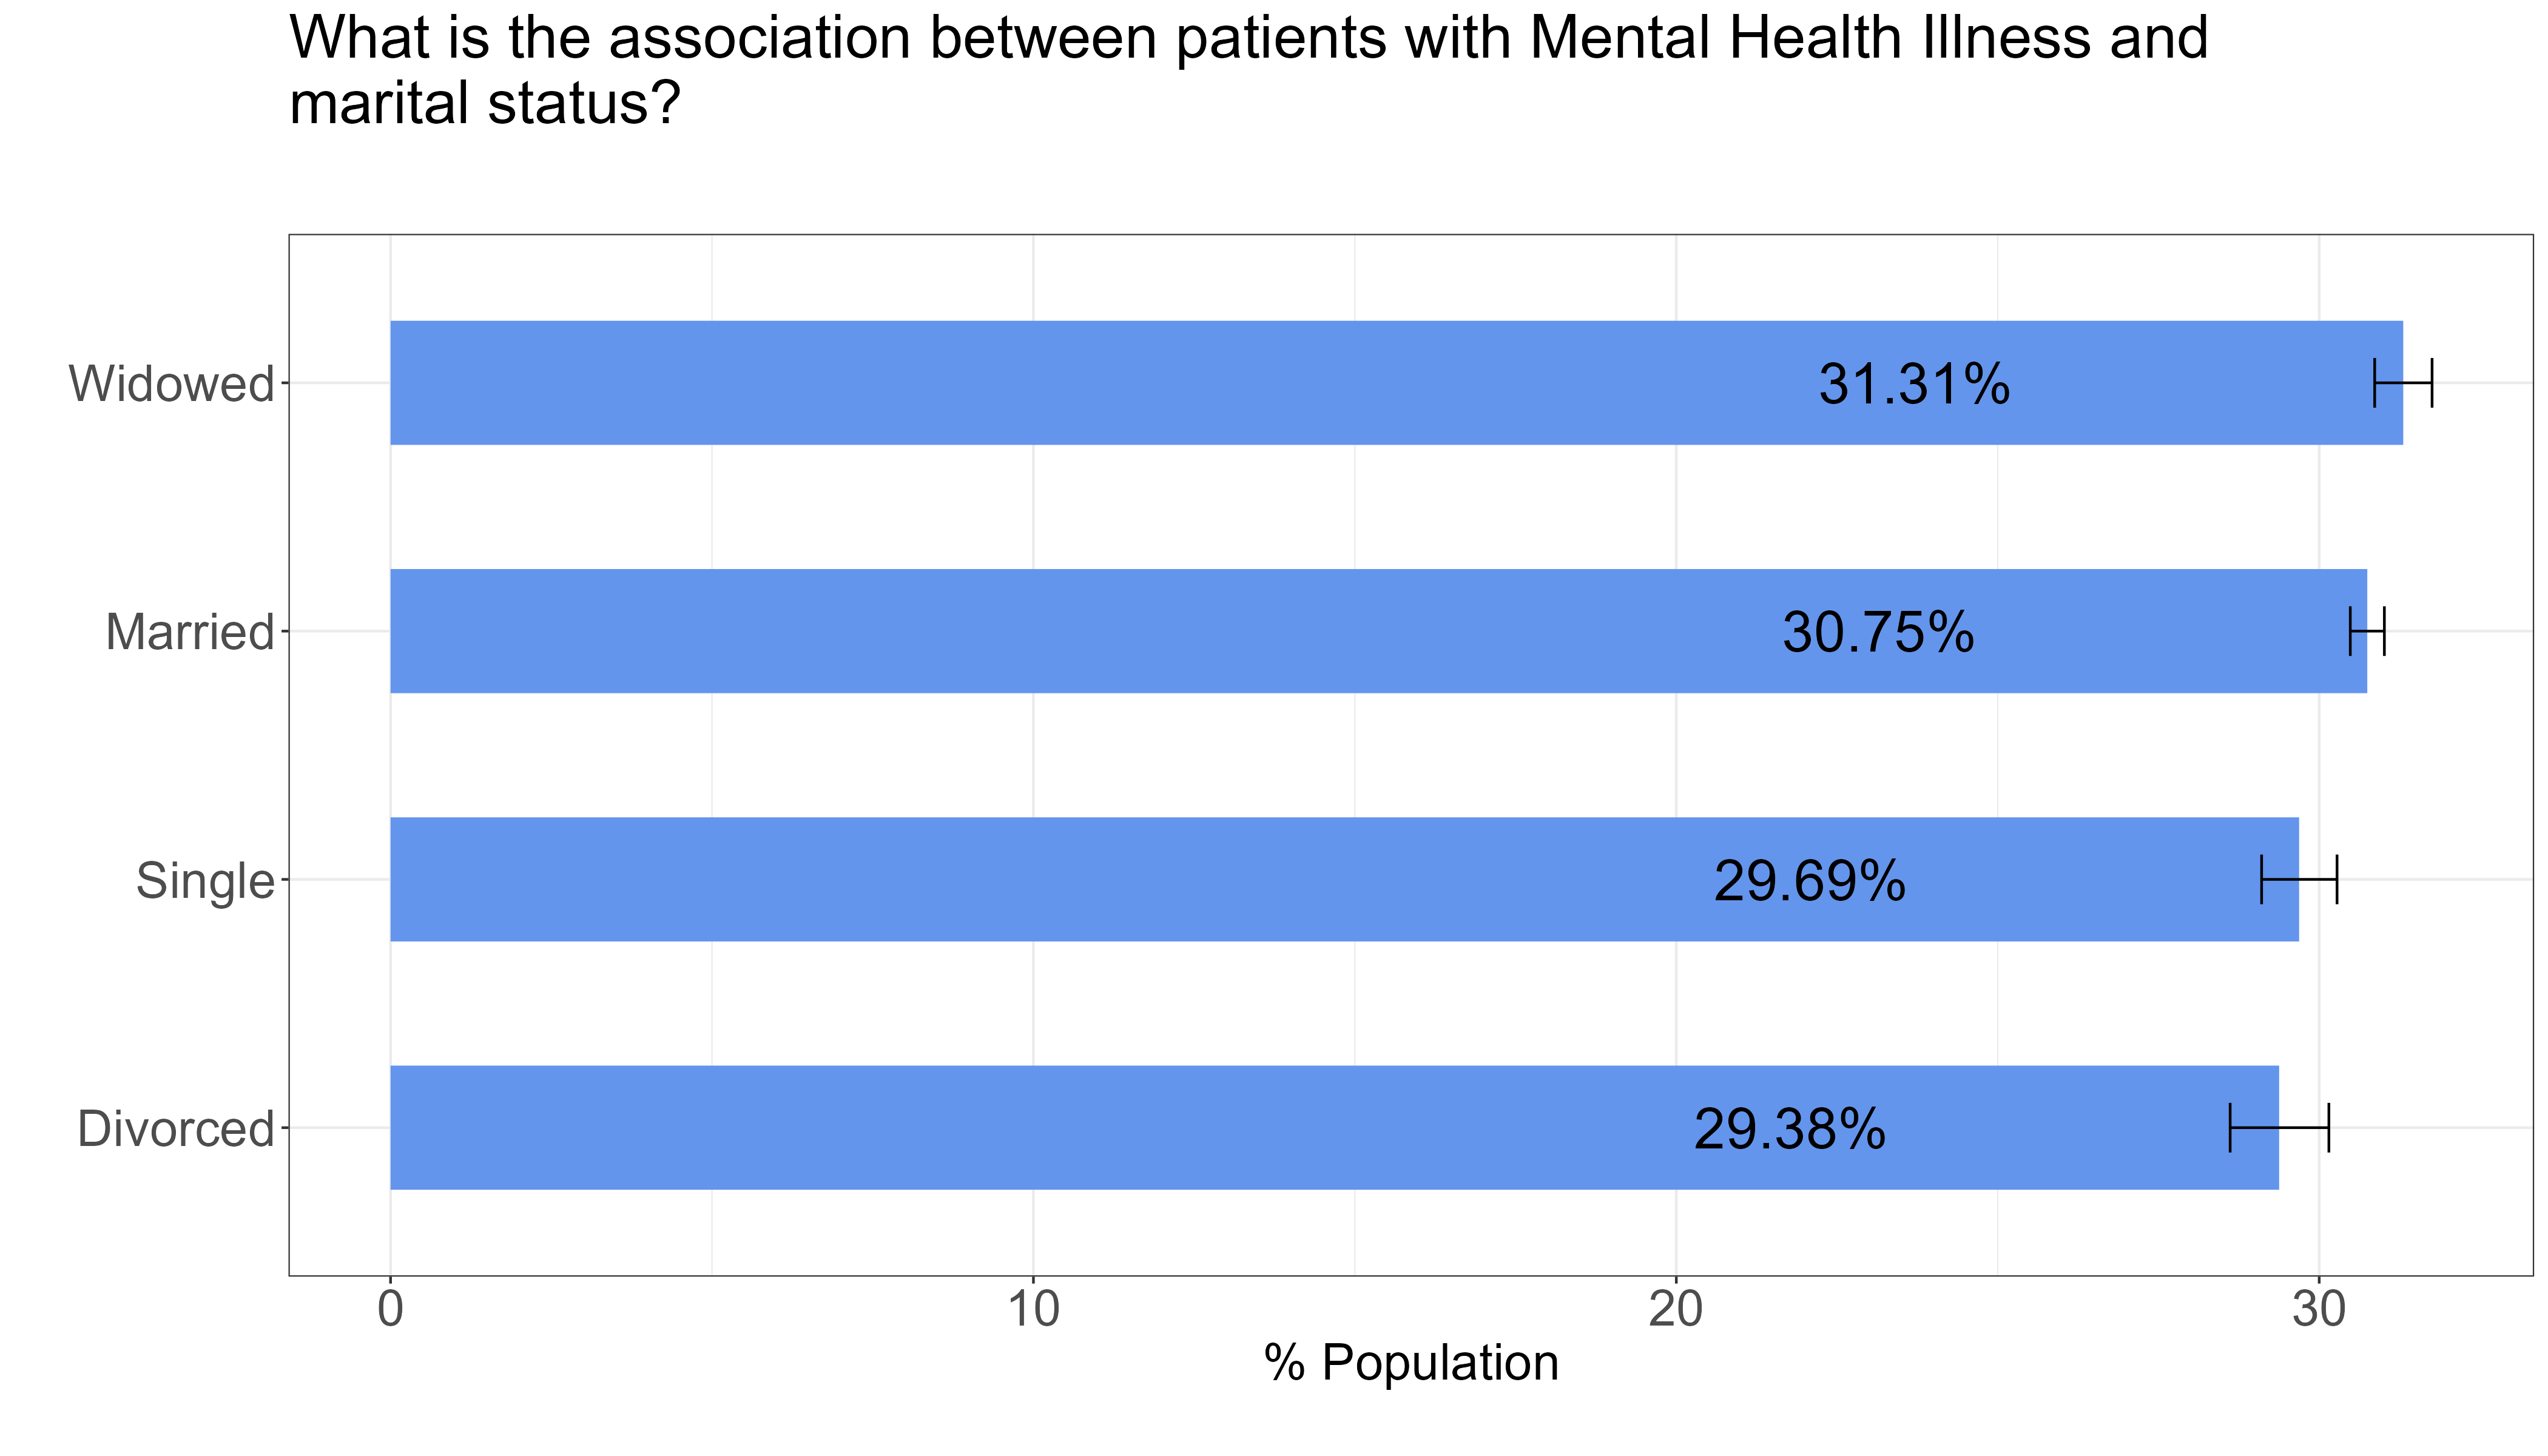 What is the association between patients with Mental Health Illness and
marital status?
Widowed
31.31%
Married
30.75%
Single
29.69%
Divorced
29.38%
0
10
20
30
% Population